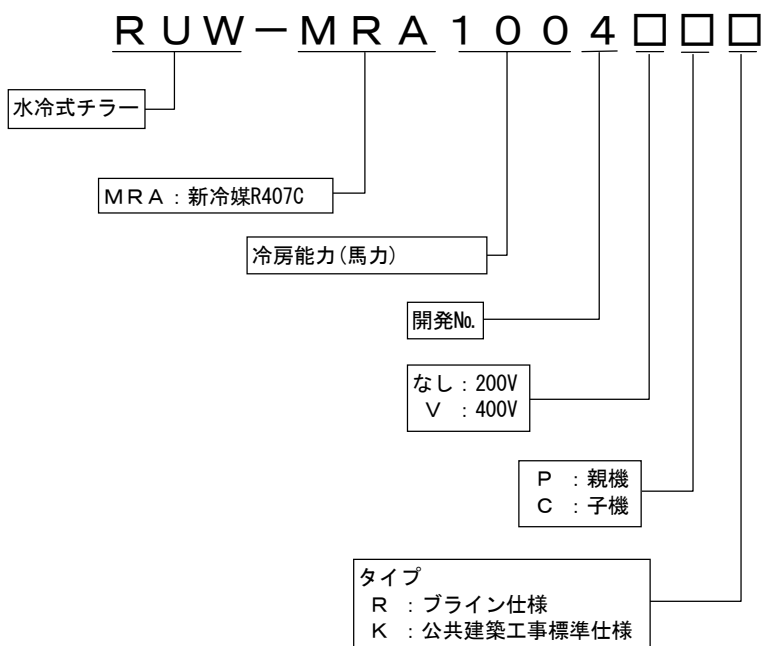 RUW-MRA1004□□□
水冷式チラー
MRA：新冷媒R407C
冷房能力(馬力)
開発№
なし：200V
V ：400V
P ：親機
C ：子機
タイプ
R ：ブライン仕様
K ：公共建築工事標準仕様